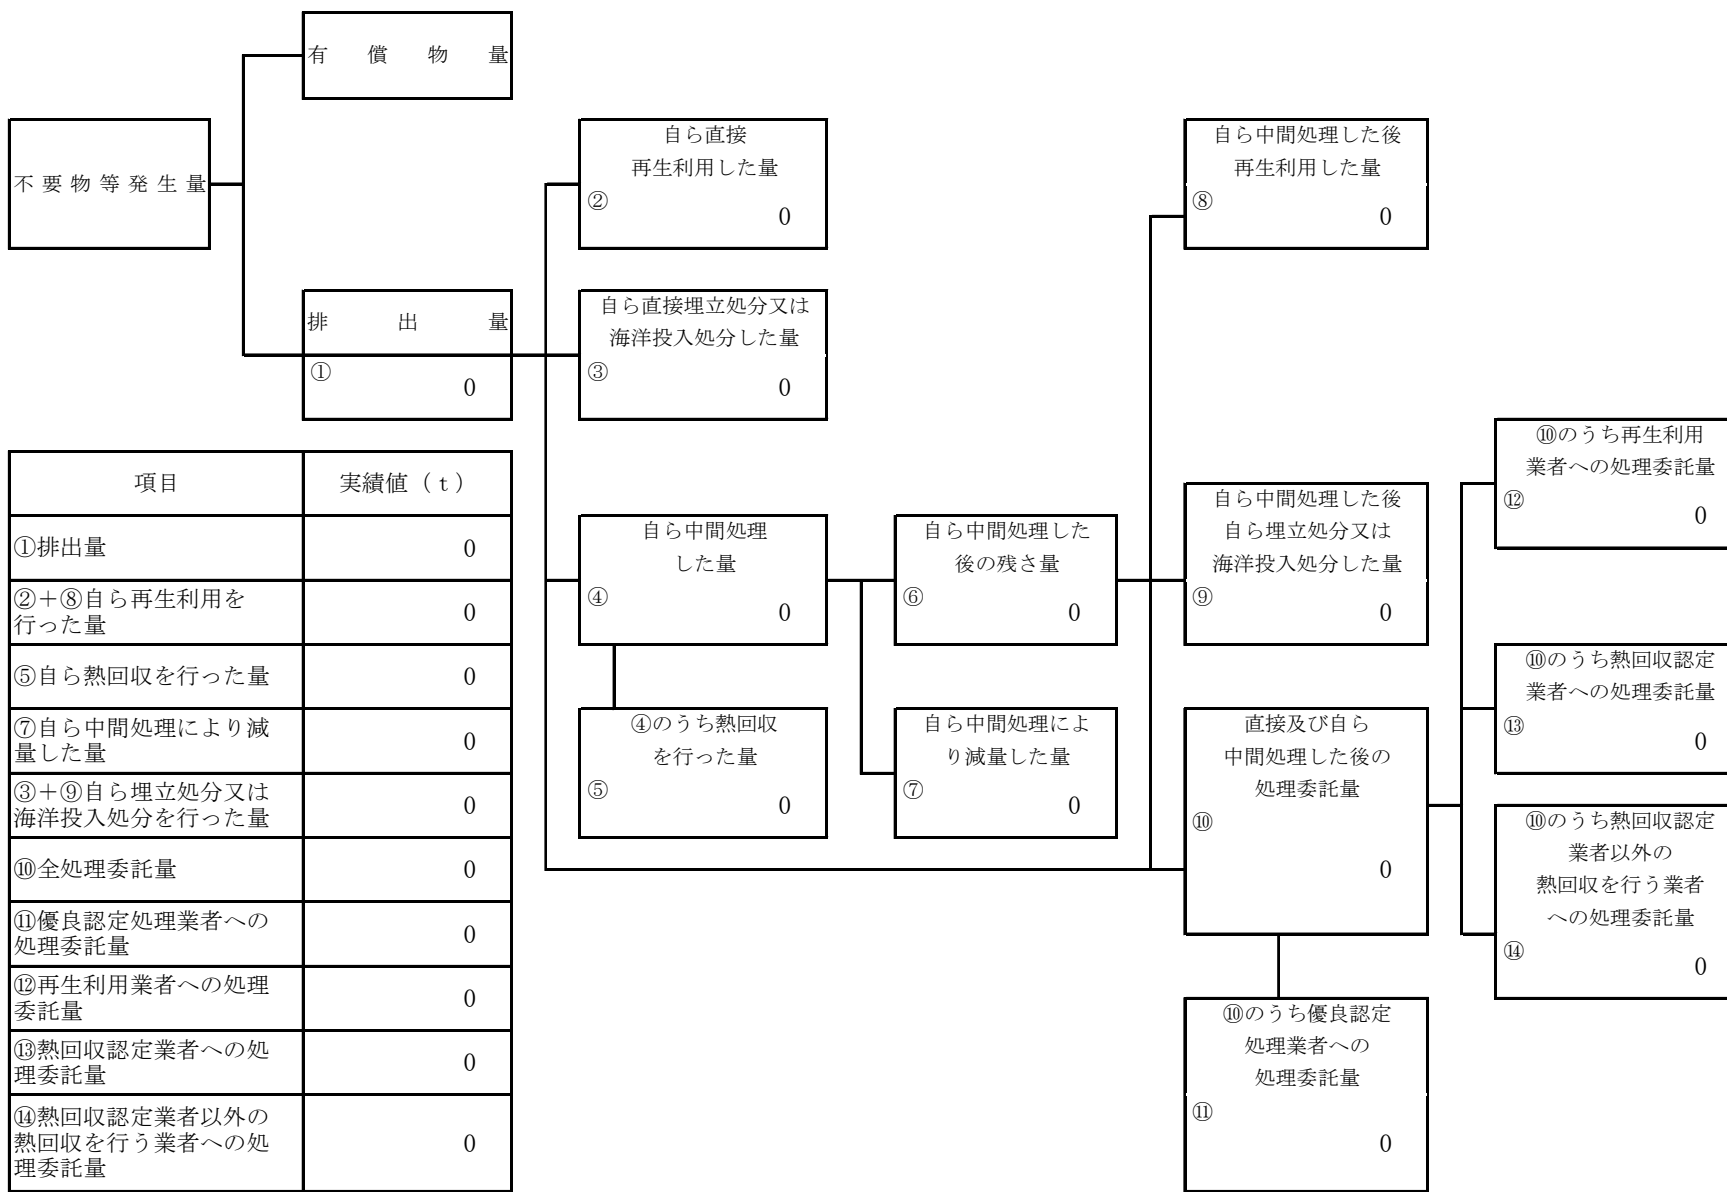 有償物量
不要物等発生量
排出量
①
0
自ら直接
再生利用した量
②
0
自ら直接埋立処分又は
海洋投入処分した量
③
0
自ら中間処理
した量
④
0
④のうち熱回収
を行った量
⑤
0
自ら中間処理した
後の残さ量
⑥
0
自ら中間処理によ
り減量した量
⑦
0
自ら中間処理した後
再生利用した量
⑧
0
自ら中間処理した後
自ら埋立処分又は
海洋投入処分した量
⑨
0
直接及び自ら
中間処理した後の
処理委託量
⑩
0
⑩のうち優良認定
処理業者への
処理委託量
⑪
0
⑩のうち再生利用
業者への処理委託量
⑫
0
⑩のうち熱回収認定
業者への処理委託量
⑬
0
⑩のうち熱回収認定
業者以外の
熱回収を行う業者
への処理委託量
⑭
0
項目 実績値（ｔ）
①排出量 0
②＋⑧自ら再生利用を
行った量 0
⑤自ら熱回収を行った量 0
⑦自ら中間処理により減
量した量 0
③＋⑨自ら埋立処分又は
海洋投入処分を行った量 0
⑩全処理委託量 0
⑪優良認定処理業者への
処理委託量 0
⑫再生利用業者への処理
委託量 0
⑬熱回収認定業者への処
理委託量 0
⑭熱回収認定業者以外の
熱回収を行う業者への処
理委託量 0